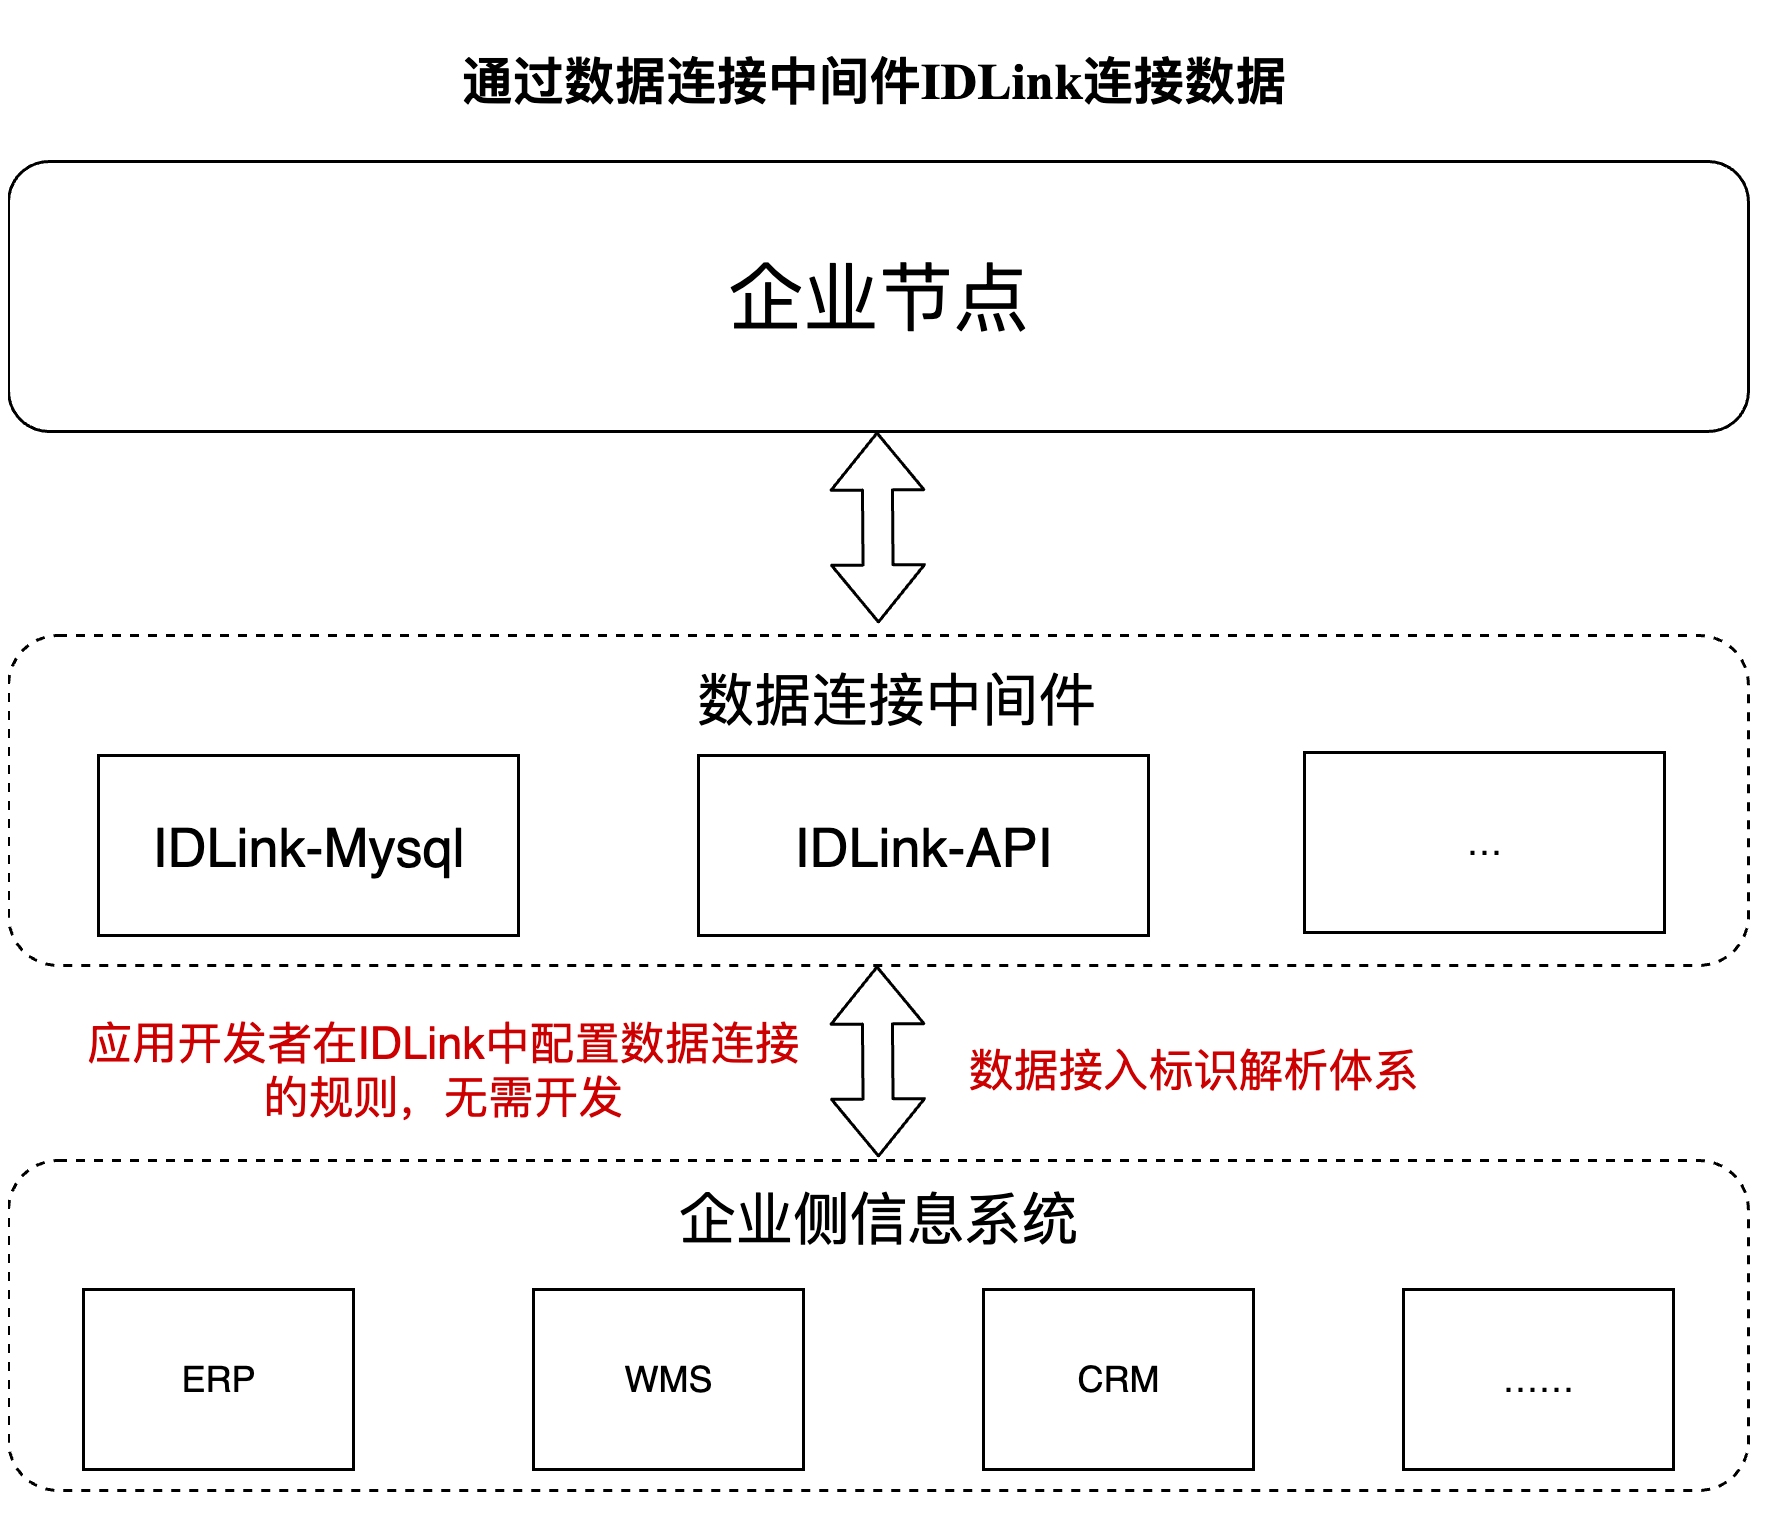 通过数据连接中间件IDLink连接数据
企业节点
数据连接中间件
IDLink-Mysql
IDLink-API
...
应用开发者在IDLink中配置数据连接
的规则，无需开发
数据接入标识解析体系
企业侧信息系统
ERP
WMS
CRM
......